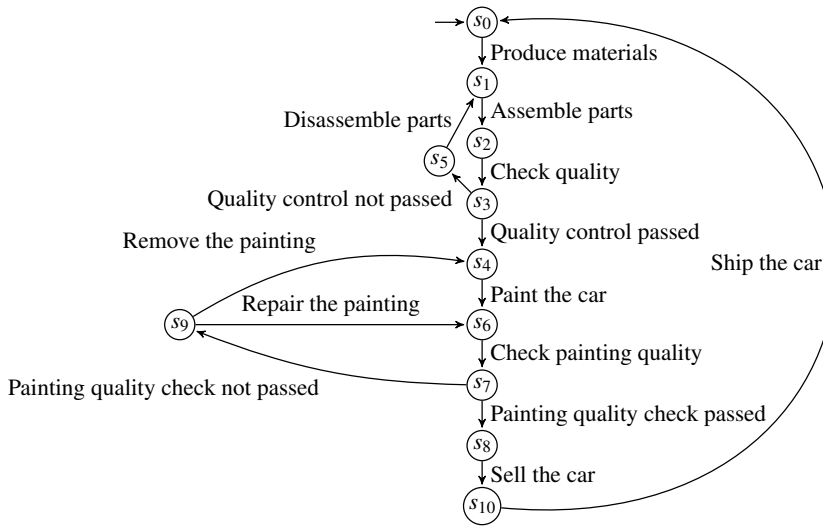 s0
Produce materials
s1
Disassemble parts
Assemble parts
s2
s5
Check quality
Quality control not passed
s3
Quality control passed
Remove the painting
s4
Ship the car
Paint the car
Repair the painting
s9
s6
Check painting quality
Painting quality check not passed
s7
Painting quality check passed
s8
Sell the car
s10